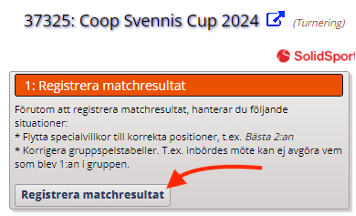 37325: Coop Svennis Cup 2024 (Turnering)
SolidSport
1: Registrera matchresultat
Förutom att registrera matchresultat, hanterar du följande
situationer:
* Flytta specialvillkor till korrekta positioner, t.ex. Bästa 2:an
* Korrigera gruppspelstabeller. T.ex. inbördes möte kan ej avgöra vem
som blev 1:an i gruppen.
Registrera matchresultat